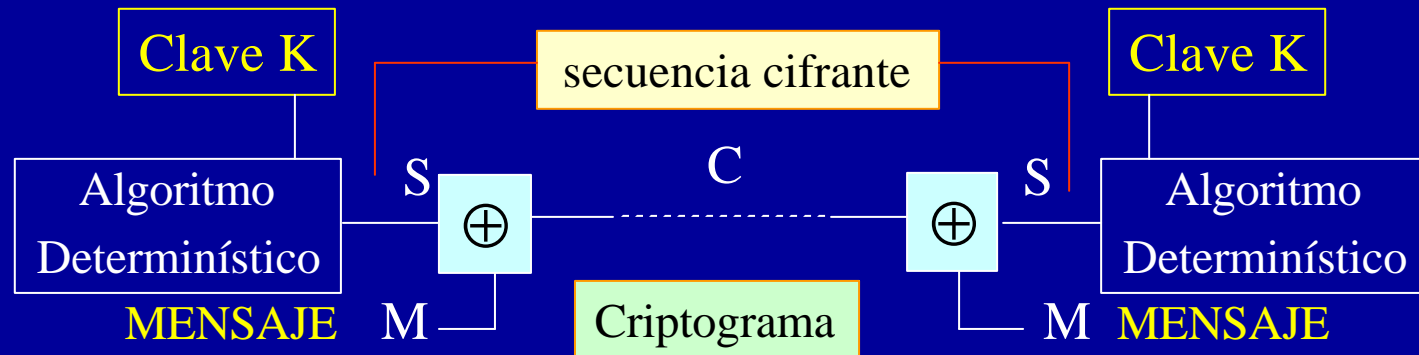 Clave K
secuencia cifrante
Clave K
Algoritmo
Determinístico
S
⊕
C
⊕
S
Algoritmo
Determinístico
MENSAJE M
Criptograma
M MENSAJE